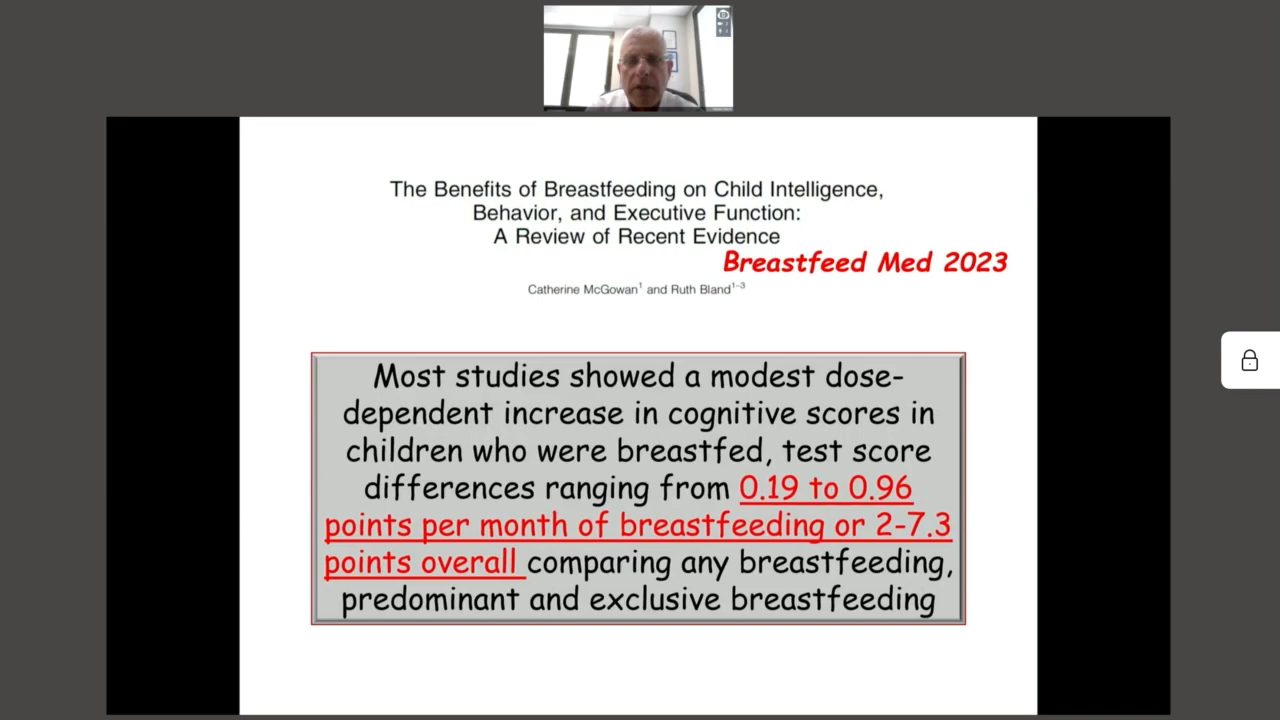 The Benefits of Breastfeeding on Child Intelligence,
Behavior, and Executive Function:
A Review of Recent Evidence
Breastfeed Med 2023
Catherine McGowan¹ and Ruth Bland¹⁻³
Most studies showed a modest dose-
dependent increase in cognitive scores in
children who were breastfed, test score
differences ranging from 0.19 to 0.96
points per month of breastfeeding or 2-7.3
points overall comparing any breastfeeding,
predominant and exclusive breastfeeding